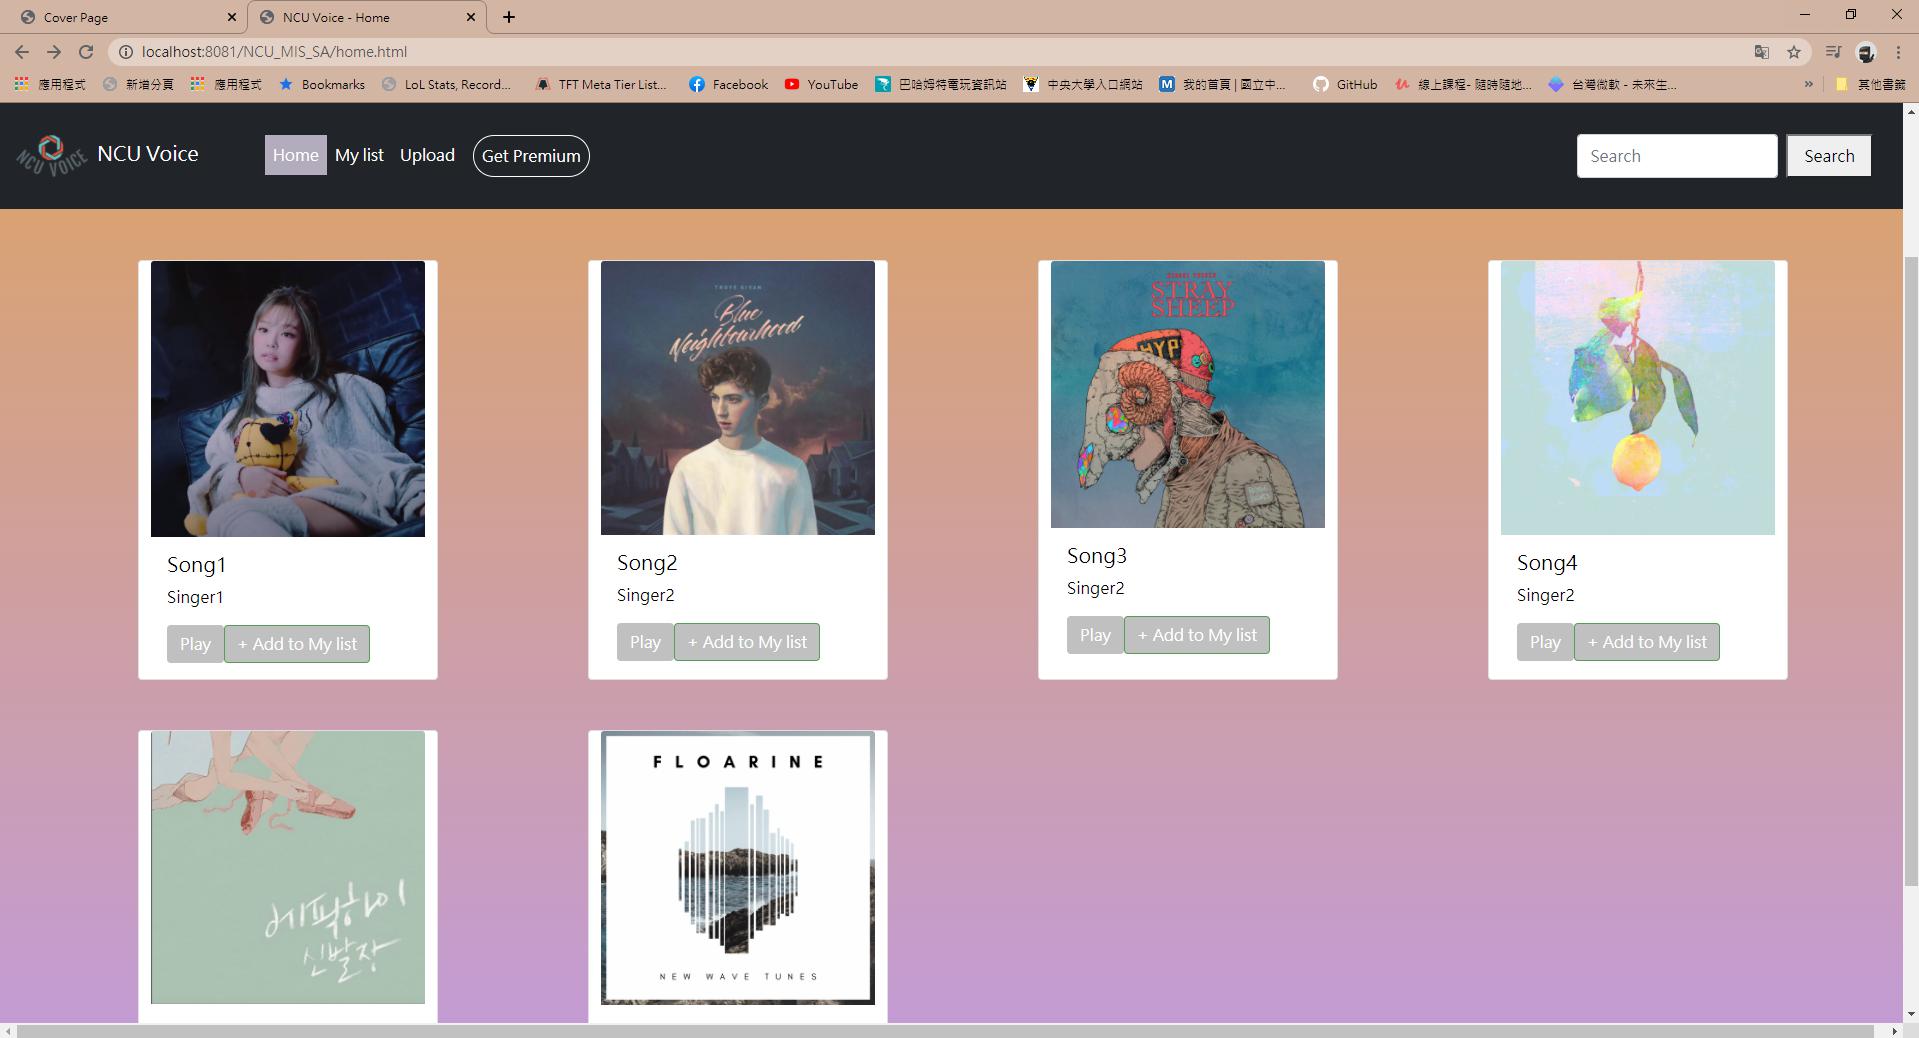 Cover Page
NCU Voice - Home
localhost:8081/NCU_MIS_SA/home.html
應用程式 新增分頁 應用程式 Bookmarks LoL Stats, Record... TFT Meta Tier List... Facebook YouTube 巴哈姆特電玩資訊站 中央大學入口網站 我的首頁 | 國立中... GitHub 線上課程- 隨時隨地... 台灣微軟 - 未來生... » 其他書籤
NCU VOICE
NCU Voice Home My list Upload Get Premium Search Search
TROYE SIVAN
Blue
Neighbourhood
STRAY
SHEEP
HYP
Song1
Singer1
Play + Add to My list
Song2
Singer2
Play + Add to My list
Song3
Singer2
Play + Add to My list
Song4
Singer2
Play + Add to My list
에픽하이
신발장
FLOARINE
NEW WAVE TUNES